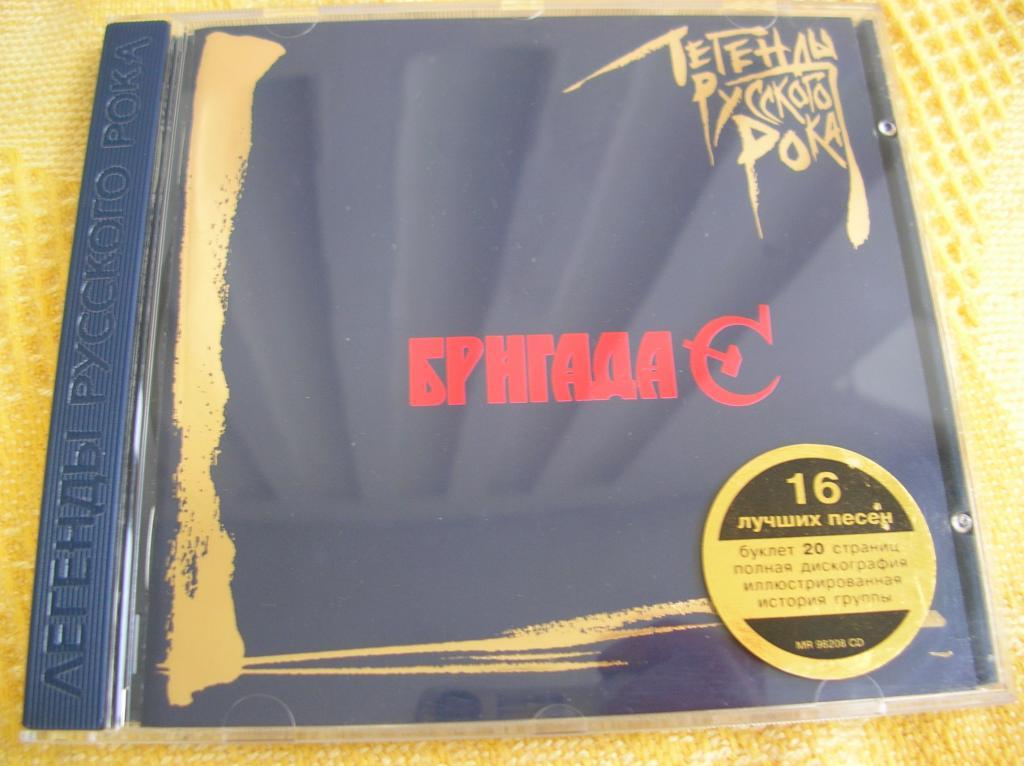 ЛЕГЕНДЫ РУССКОГО РОКА
ЛЕГЕНДЫ
РУССКОГО
РОКА
БРИГАДА С
16
лучших песен
буклет 20 страниц
полная дискография
иллюстрированная
история группы
MR 98208 CD